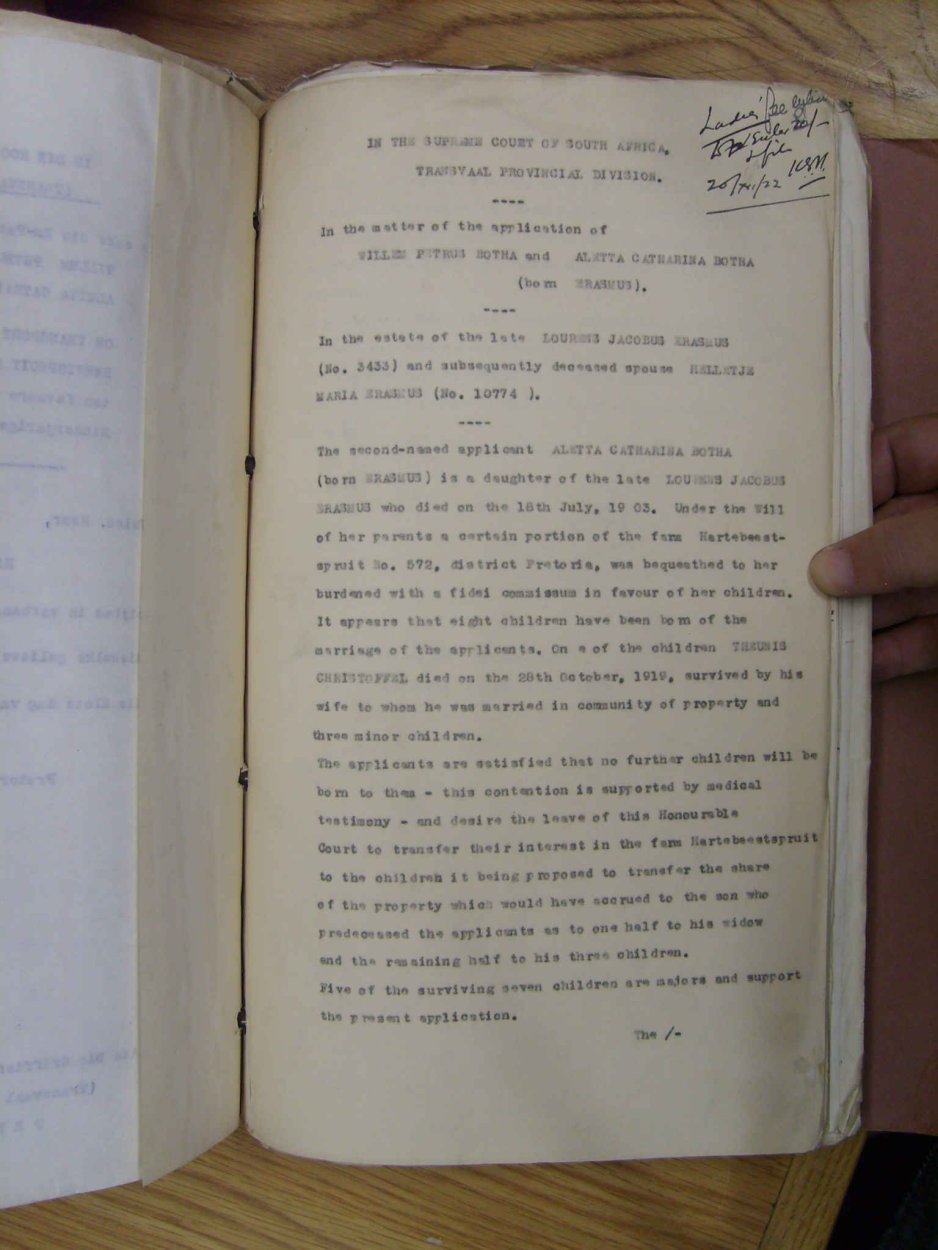 IN THE SUPREME COURT OF SOUTH AFRICA.
TRANSVAAL PROVINCIAL DIVISION.
----
In the matter of the application of
WILLEM PETRUS BOTHA and ALETTA CATHARINA BOTHA
(born ERASMUS).
----
In the estate of the late LOURENS JACOBUS ERASMUS
(No. 3433) and subsequently deceased spouse HELLETJE
MARIA ERASMUS (No. 10774 ).
----
The second-named applicant ALETTA CATHARINA BOTHA
(born ERASMUS) is a daughter of the late LOURENS JACOBUS
ERASMUS who died on the 18th July, 19 03. Under the Will
of her parents a certain portion of the farm Hartebeest-
spruit No. 572, district Pretoria, was bequeathed to her
burdened with a fidei commissum in favour of her children.
It appears that eight children have been born of the
marriage of the applicants. On e of the children THEUNIS
CHRISTOFFEL died on the 28th October, 1919, survived by his
wife to whom he was married in community of property and
three minor children.
The applicants are satisfied that no further children will be
born to them - this contention is supported by medical
testimony - and desire the leave of this Honourable
Court to transfer their interest in the farm Hartebeestspruit
to the children it being proposed to transfer the share
of the property which would have accrued to the son who
predeceased the applicants as to one half to his widow
and the remaining half to his three children.
Five of the surviving seven children are majors and support
the present application.
The /-
20/XII/22